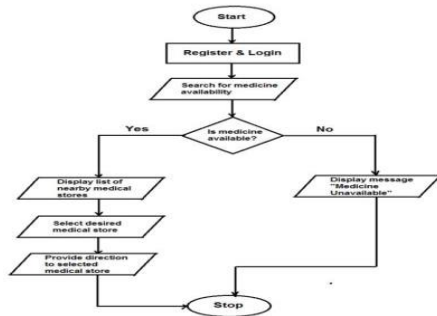 Start
Register & Login
Search for medicine
availability
Yes
Is medicine
available?
No
Display list of
nearby medical
stores
Display message
"Medicine
Unavailable"
Select desired
medical store
Provide direction
to selected
medical store
Stop